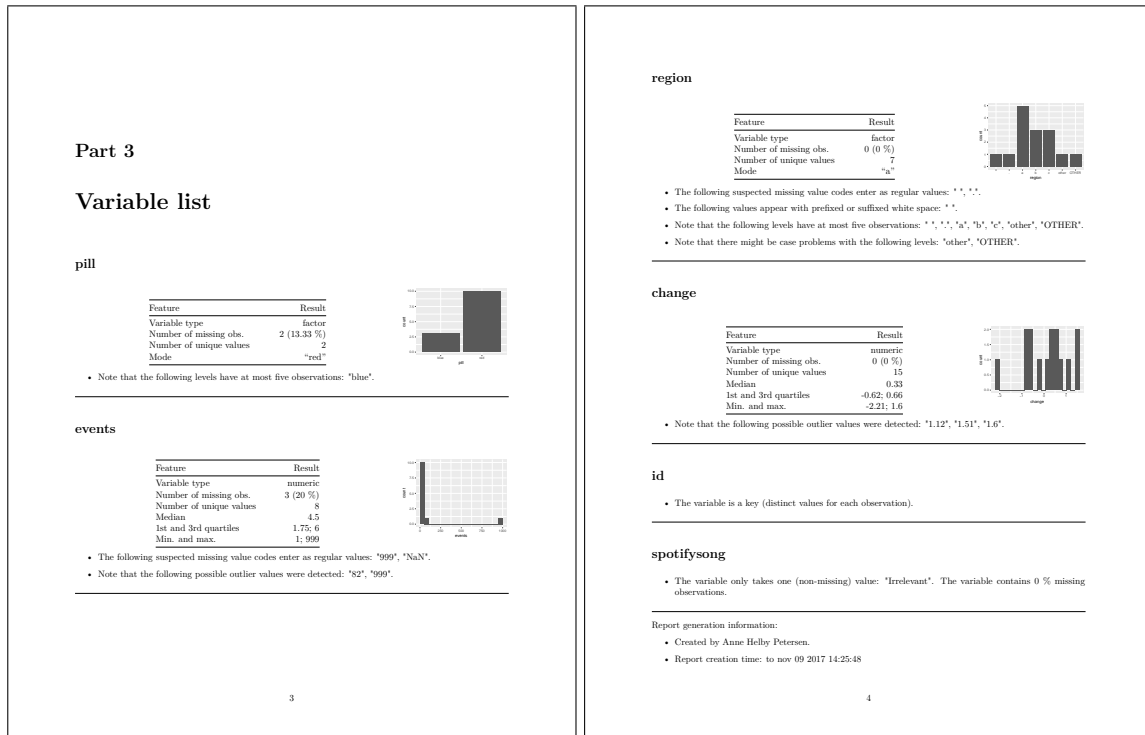 Part 3
Variable list
pill
Feature Result
Variable type factor
Number of missing obs. 2 (13.33 %)
Number of unique values 2
Mode “red”
pill
• Note that the following levels have at most five observations: "blue".
events
Feature Result
Variable type numeric
Number of missing obs. 3 (20 %)
Number of unique values 8
Median 4.5
1st and 3rd quartiles 1.75; 6
Min. and max. 1; 999
events
• The following suspected missing value codes enter as regular values: "999", "NaN".
• Note that the following possible outlier values were detected: "82", "999".
3
region
Feature Result
Variable type factor
Number of missing obs. 0 (0 %)
Number of unique values 7
Mode “a”
region
• The following suspected missing value codes enter as regular values: " ", ".".
• The following values appear with prefixed or suffixed white space: " ".
• Note that the following levels have at most five observations: " ", ".", "a", "b", "c", "other", "OTHER".
• Note that there might be case problems with the following levels: "other", "OTHER".
change
Feature Result
Variable type numeric
Number of missing obs. 0 (0 %)
Number of unique values 15
Median 0.33
1st and 3rd quartiles -0.62; 0.66
Min. and max. -2.21; 1.6
change
• Note that the following possible outlier values were detected: "1.12", "1.51", "1.6".
id
• The variable is a key (distinct values for each observation).
spotifysong
• The variable only takes one (non-missing) value: "Irrelevant". The variable contains 0 % missing
observations.
Report generation information:
• Created by Anne Helby Petersen.
• Report creation time: to nov 09 2017 14:25:48
4